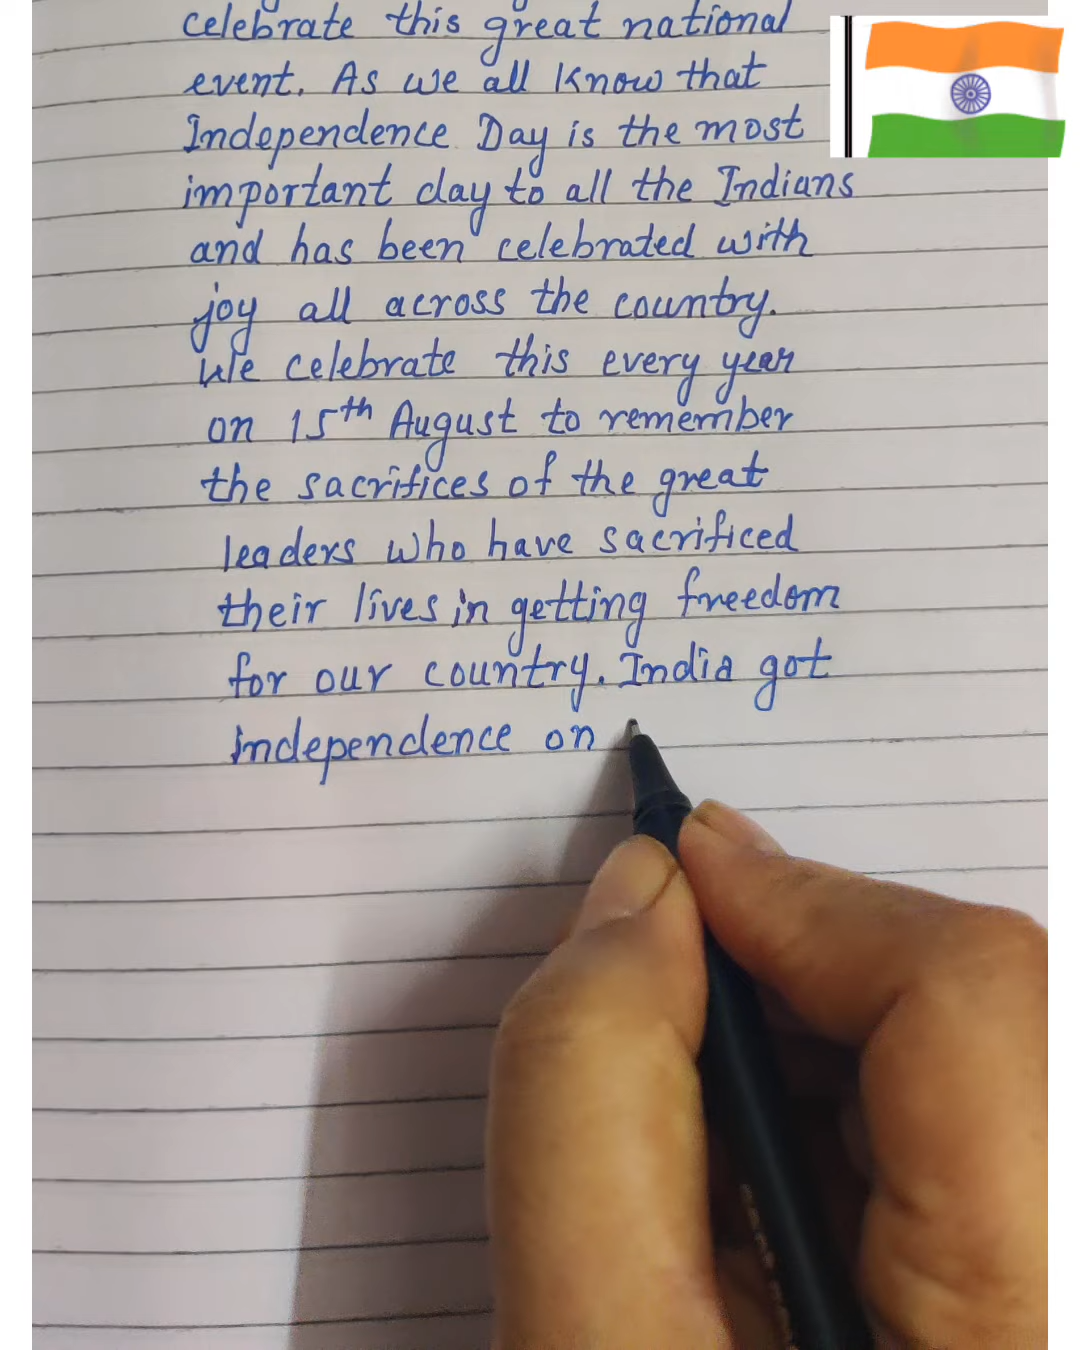 celebrate this great national
event. As we all know that
Independence Day is the most
important day to all the Indians
and has been celebrated with
joy all across the country.
We celebrate this every year
on 15th August to remember
the sacrifices of the great
leaders who have sacrificed
their lives in getting freedom
for our country. India got
independence on